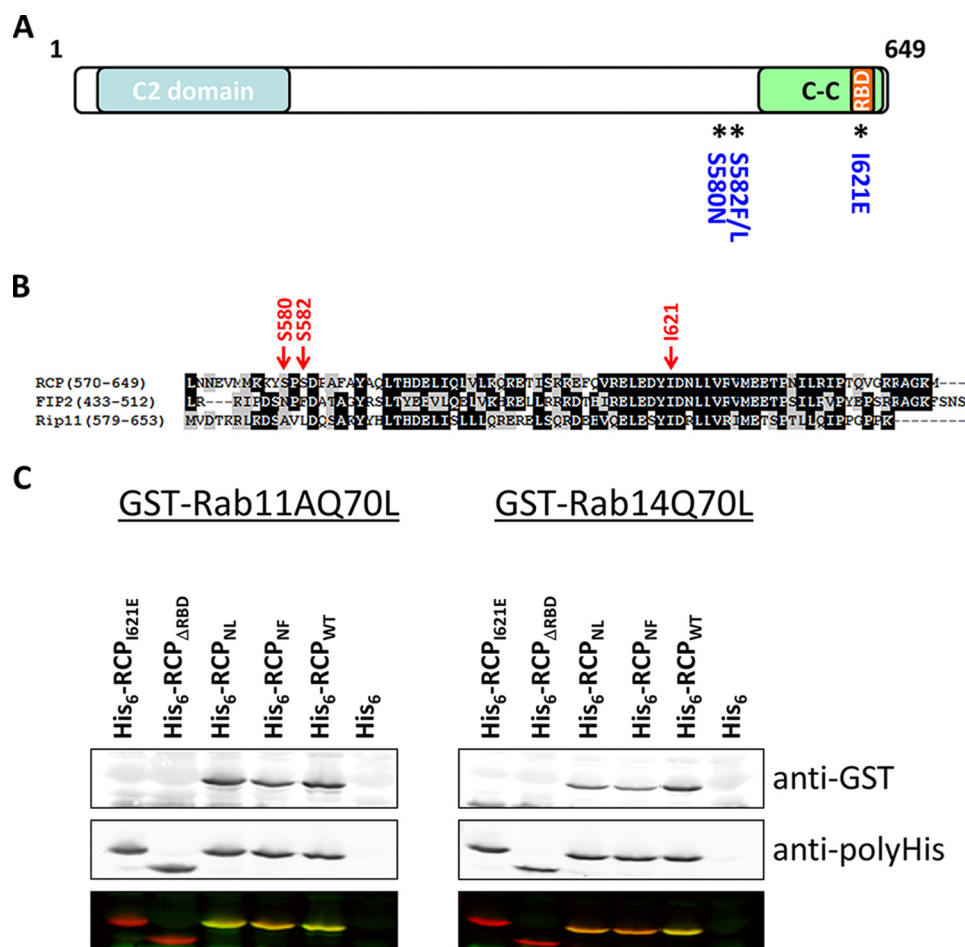 A
1 649
C2 domain
C-C
RBD
** *
S580N
S582F/L
I621E
B
S580
S582
I621
RCP(570-649)
FIP2(433-512)
Rip11(579-653)
C
GST-Rab11AQ70L GST-Rab14Q70L
His6-RCPI621E
His6-RCPΔRBD
His6-RCPNL
His6-RCPNF
His6-RCPWT
His6
His6-RCPI621E
His6-RCPΔRBD
His6-RCPNL
His6-RCPNF
His6-RCPWT
His6
anti-GST
anti-polyHis